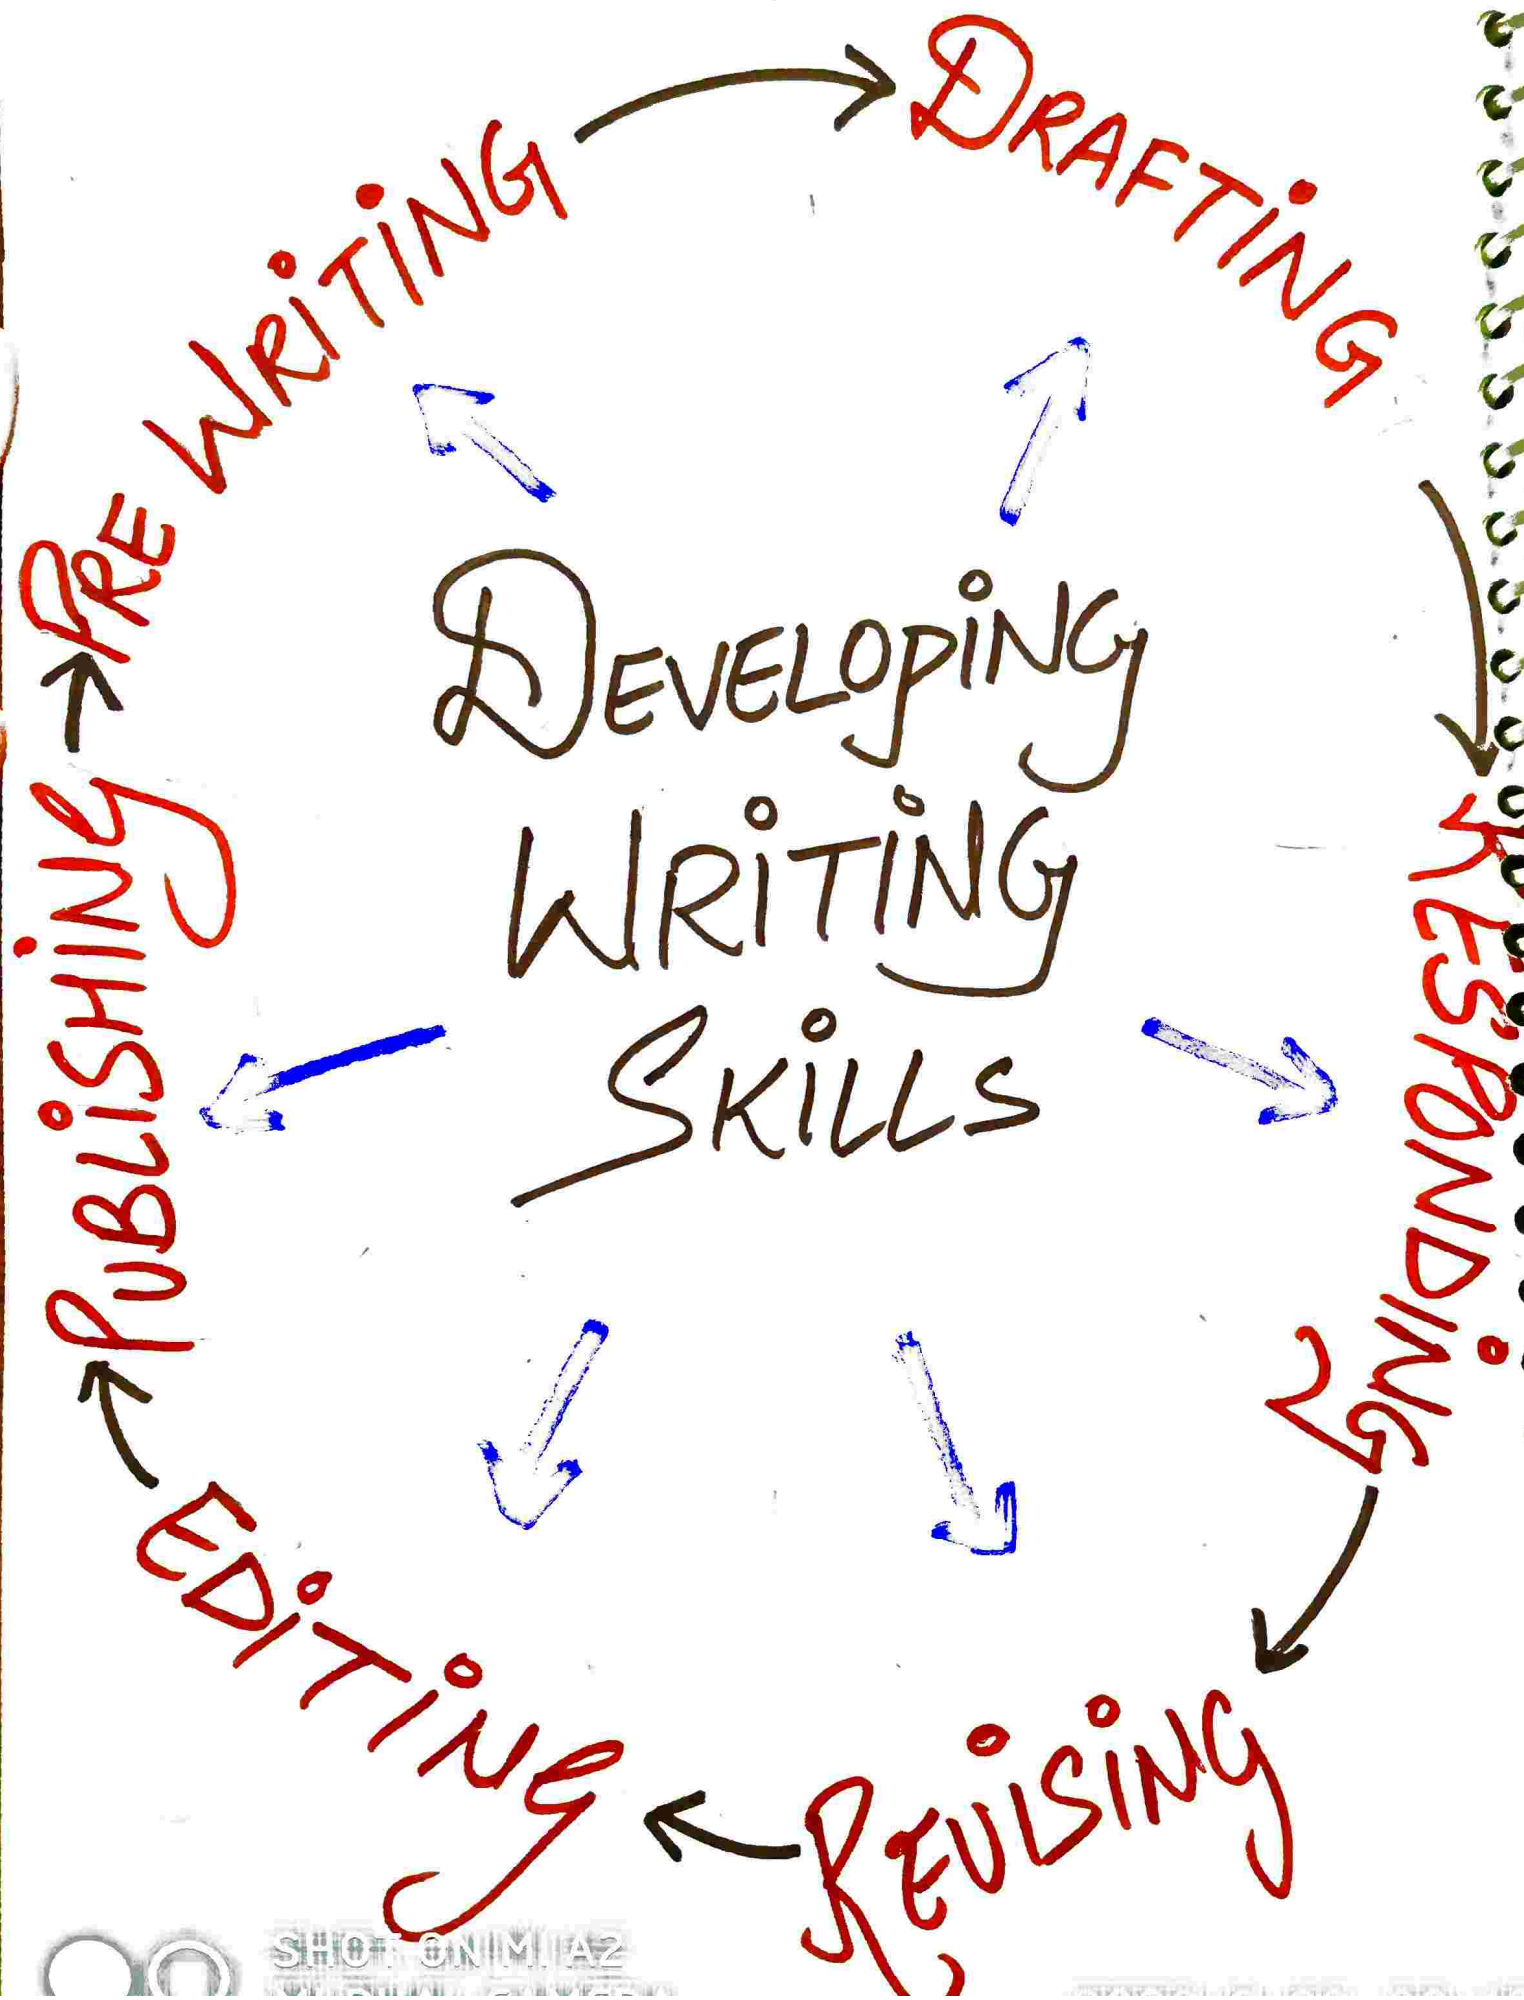 DRAFTING
PRE WRITING
DEVELOPING
WRITING
SKILLS
RESPONDING
PUBLISHING
EDITING
REVISING
SHOT ON MI A2